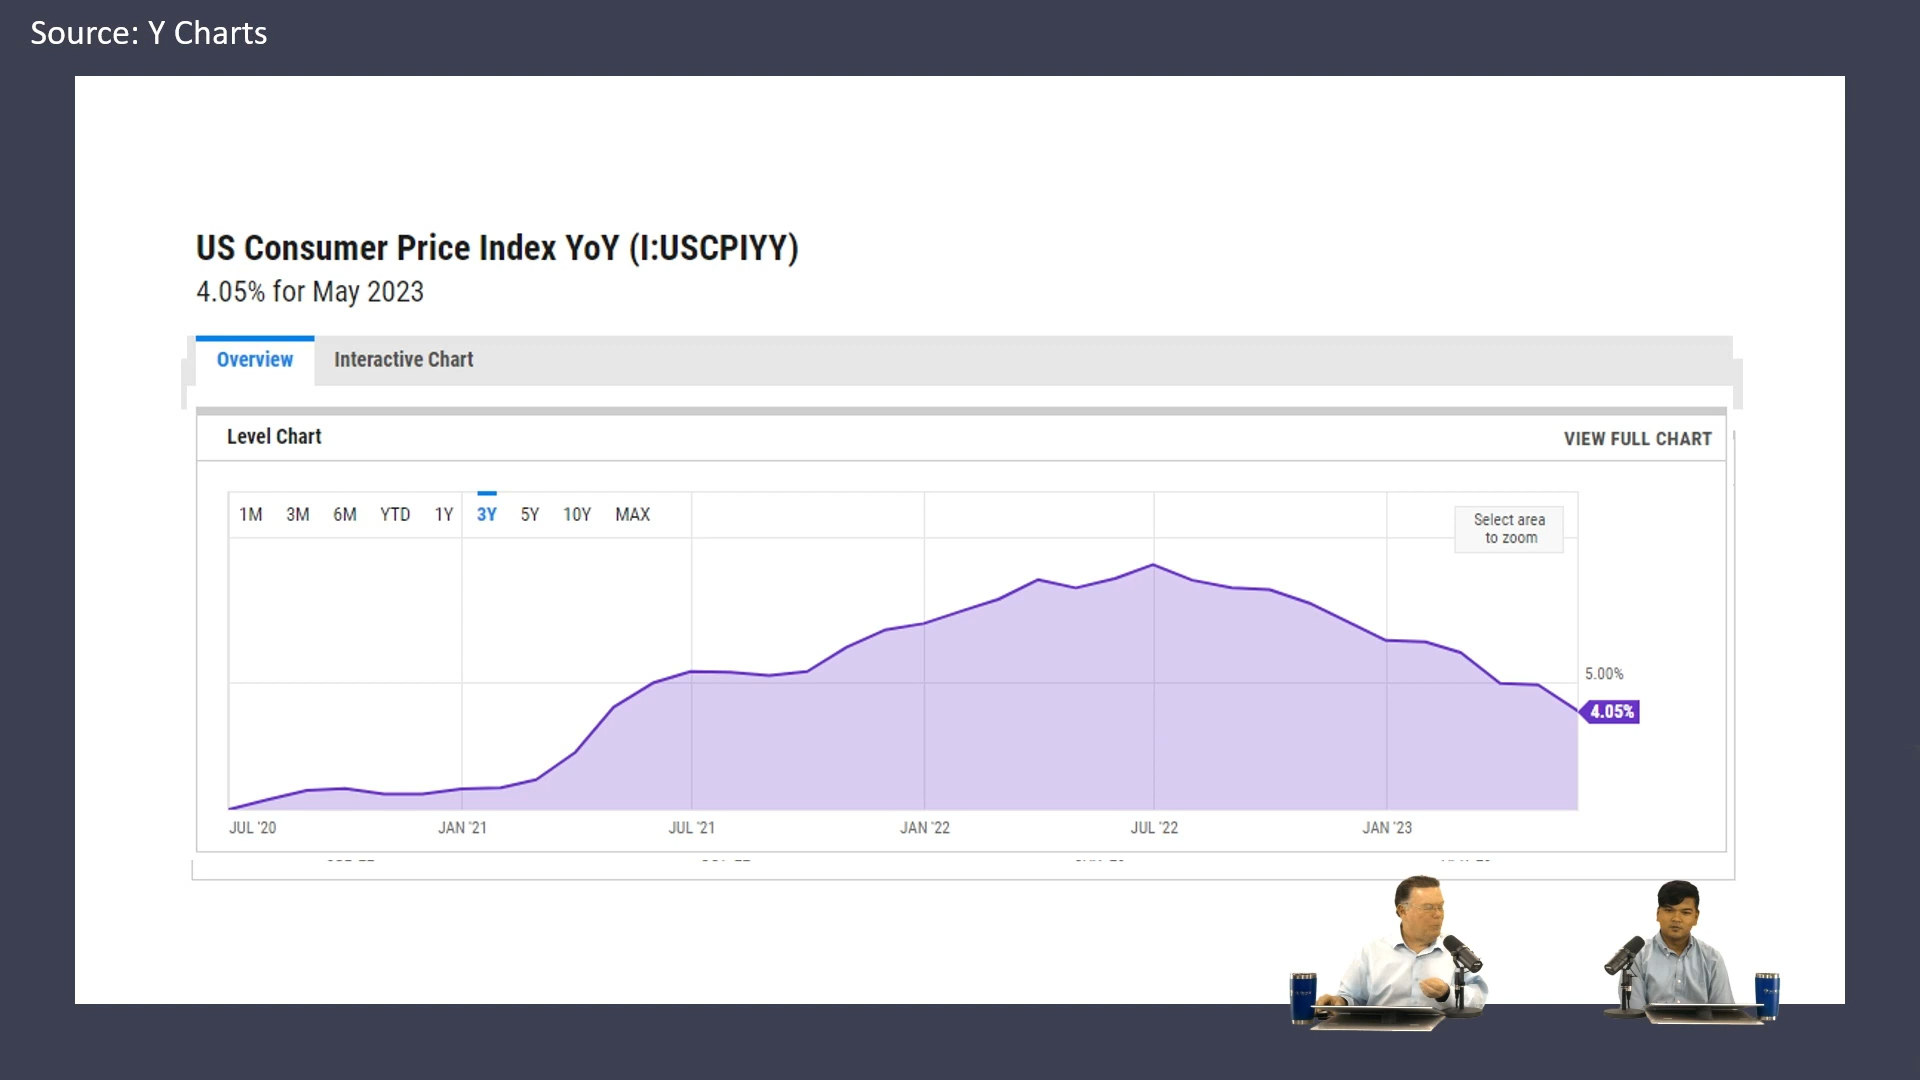 Source: Y Charts
US Consumer Price Index YoY (I:USCPIYY)
4.05% for May 2023
Overview Interactive Chart
Level Chart VIEW FULL CHART
1M 3M 6M YTD 1Y 3Y 5Y 10Y MAX
Select area
to zoom
5.00%
4.05%
JUL '20 JAN '21 JUL '21 JAN '22 JUL '22 JAN '23